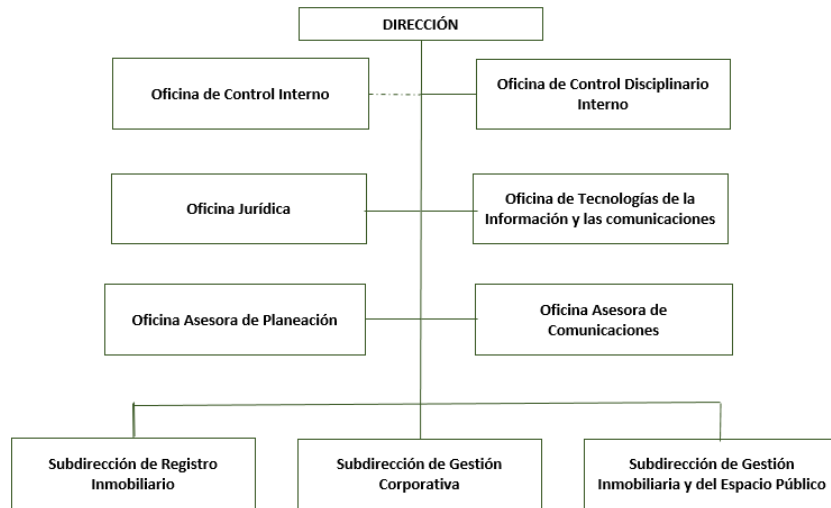 DIRECCIÓN
Oficina de Control Interno
Oficina de Control Disciplinario
Interno
Oficina Jurídica
Oficina de Tecnologías de la
Información y las comunicaciones
Oficina Asesora de Planeación
Oficina Asesora de
Comunicaciones
Subdirección de Registro
Inmobiliario
Subdirección de Gestión
Corporativa
Subdirección de Gestión
Inmobiliaria y del Espacio Público